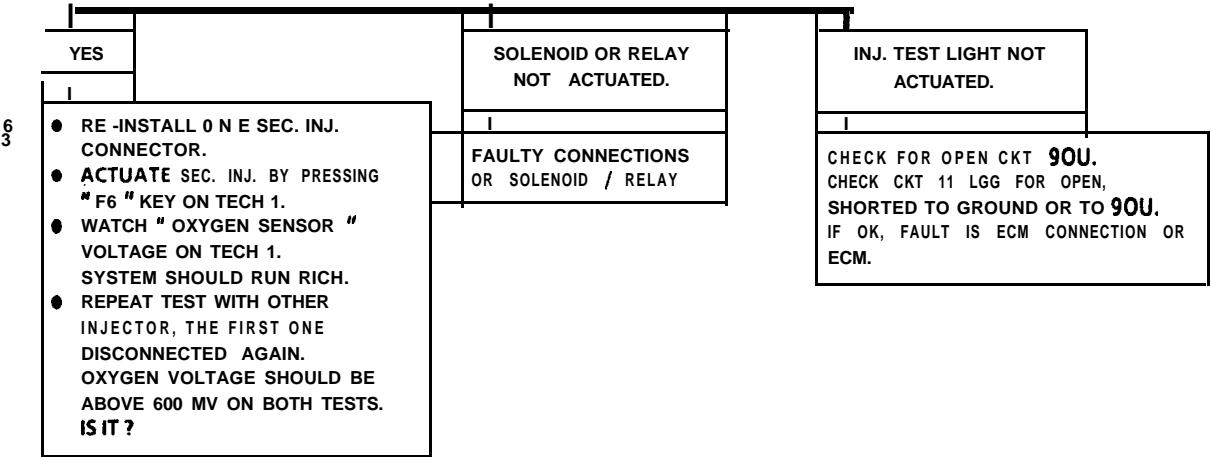 YES
6
3
● RE -INSTALL 0 N E SEC. INJ.
CONNECTOR.
● ACTUATE SEC. INJ. BY PRESSING
" F6 " KEY ON TECH 1.
● WATCH " OXYGEN SENSOR "
VOLTAGE ON TECH 1.
SYSTEM SHOULD RUN RICH.
● REPEAT TEST WITH OTHER
INJECTOR, THE FIRST ONE
DISCONNECTED AGAIN.
OXYGEN VOLTAGE SHOULD BE
ABOVE 600 MV ON BOTH TESTS.
IS IT ?
SOLENOID OR RELAY
NOT ACTUATED.
FAULTY CONNECTIONS
OR SOLENOID / RELAY
INJ. TEST LIGHT NOT
ACTUATED.
CHECK FOR OPEN CKT 90U.
CHECK CKT 11 LGG FOR OPEN,
SHORTED TO GROUND OR TO 90U.
IF OK, FAULT IS ECM CONNECTION OR
ECM.